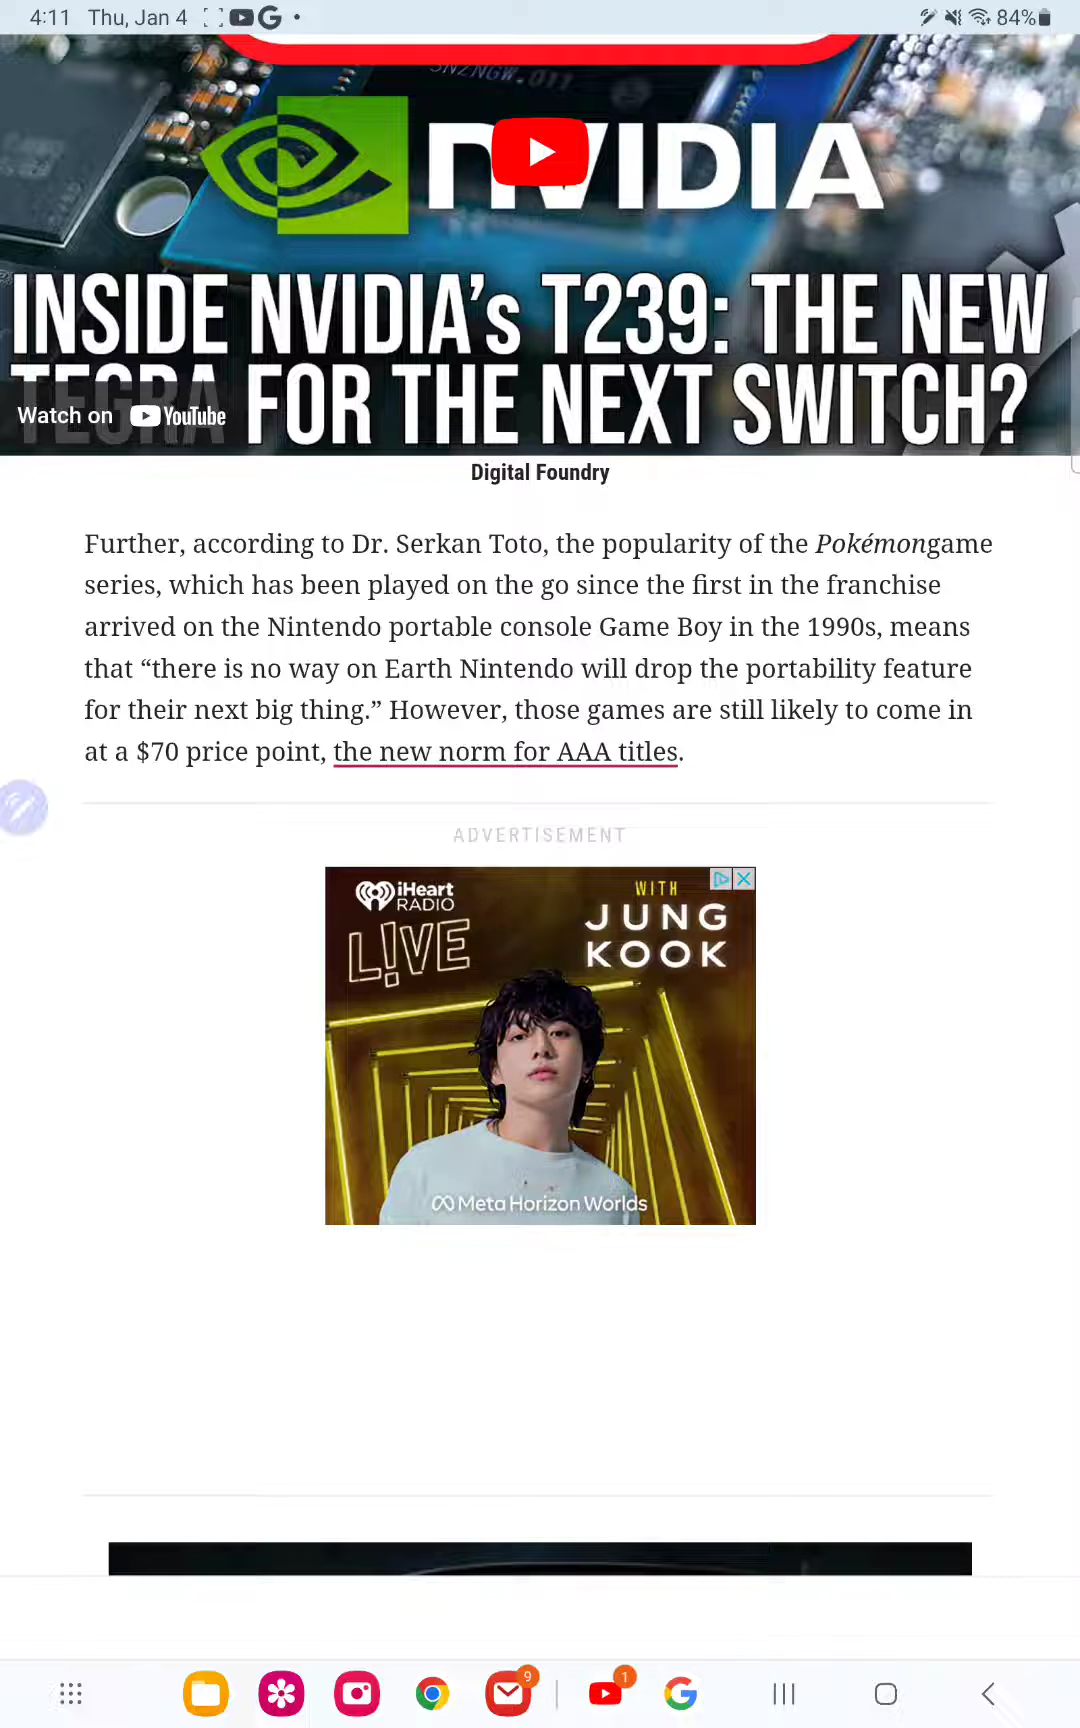 4:11 Thu, Jan 4 84%
NVIDIA
INSIDE NVIDIA's T239: THE NEW
TEGRA FOR THE NEXT SWITCH?
Watch on YouTube
Digital Foundry
Further, according to Dr. Serkan Toto, the popularity of the Pokémongame
series, which has been played on the go since the first in the franchise
arrived on the Nintendo portable console Game Boy in the 1990s, means
that “there is no way on Earth Nintendo will drop the portability feature
for their next big thing.” However, those games are still likely to come in
at a $70 price point, the new norm for AAA titles.
ADVERTISEMENT
iHeart
RADIO
L!VE
WITH
JUNG
KOOK
Meta Horizon Worlds
9
1